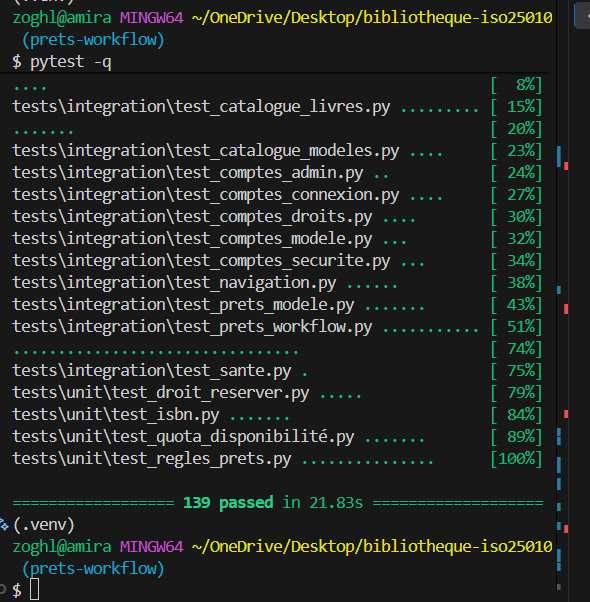 (.venv)
zoghl@amira MINGW64 ~/OneDrive/Desktop/bibliotheque-iso25010
(prets-workflow)
$ pytest -q
.... [  8%]
tests\integration\test_catalogue_livres.py ......... [ 15%]
....... [ 20%]
tests\integration\test_catalogue_modeles.py .... [ 23%]
tests\integration\test_comptes_admin.py .. [ 24%]
tests\integration\test_comptes_connexion.py .... [ 27%]
tests\integration\test_comptes_droits.py .... [ 30%]
tests\integration\test_comptes_modele.py ... [ 32%]
tests\integration\test_comptes_securite.py ... [ 34%]
tests\integration\test_navigation.py ...... [ 38%]
tests\integration\test_prets_modele.py ....... [ 43%]
tests\integration\test_prets_workflow.py ........... [ 51%]
................................ [ 74%]
tests\integration\test_sante.py . [ 75%]
tests\unit\test_droit_reserver.py ..... [ 79%]
tests\unit\test_isbn.py ....... [ 84%]
tests\unit\test_quota_disponibilité.py ....... [ 89%]
tests\unit\test_regles_prets.py ............... [100%]
================== 139 passed in 21.83s ===================
(.venv)
zoghl@amira MINGW64 ~/OneDrive/Desktop/bibliotheque-iso25010
(prets-workflow)
$